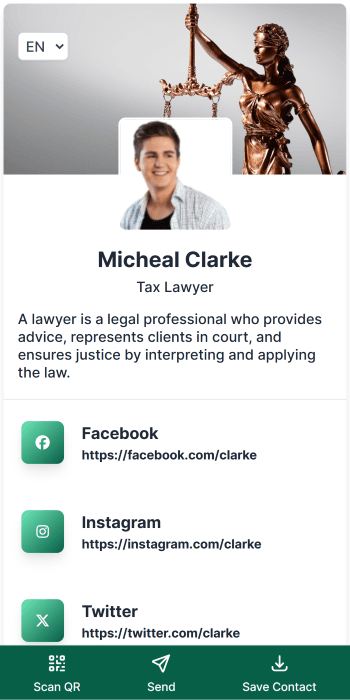 EN
Micheal Clarke
Tax Lawyer
A lawyer is a legal professional who provides
advice, represents clients in court, and
ensures justice by interpreting and applying
the law.
Facebook
https://facebook.com/clarke
Instagram
https://instagram.com/clarke
Twitter
https://twitter.com/clarke
Scan QR
Send
Save Contact